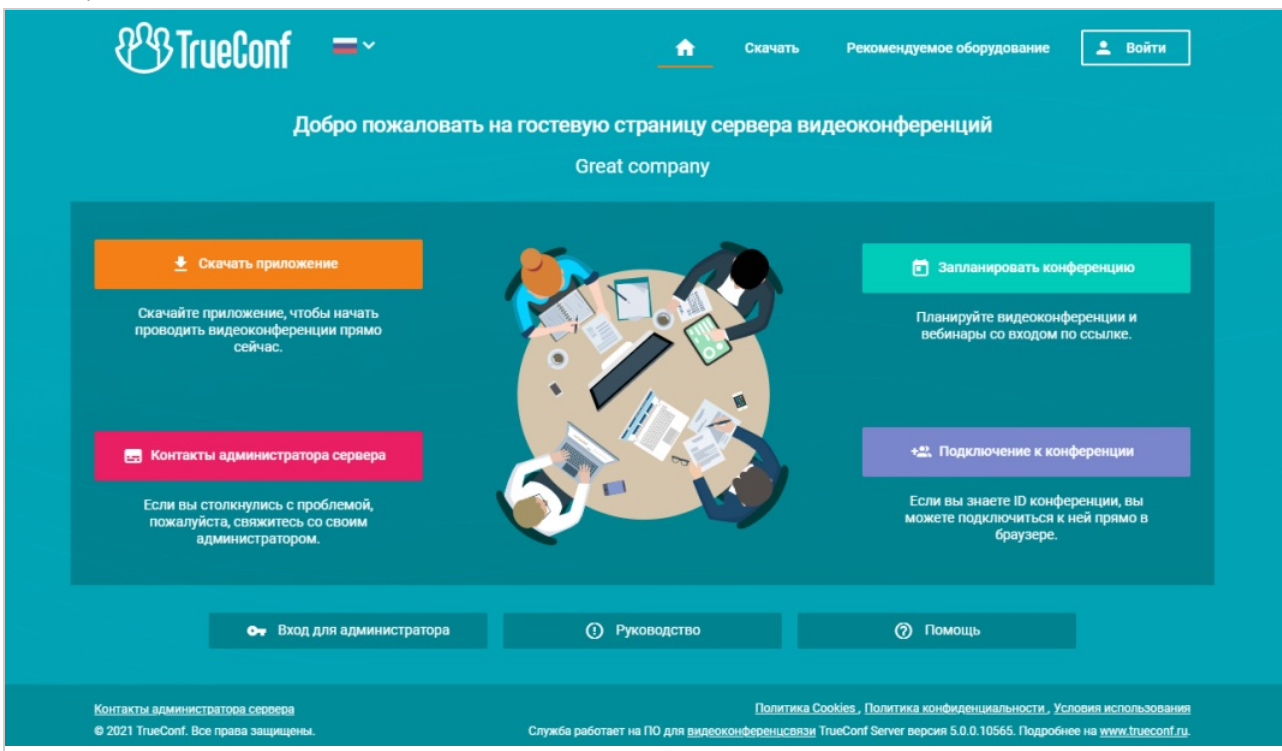 TrueConf
Скачать
Рекомендуемое оборудование
Войти
Добро пожаловать на гостевую страницу сервера видеоконференций
Great company
Скачать приложение
Скачайте приложение, чтобы начать
проводить видеоконференции прямо
сейчас.
Запланировать конференцию
Планируйте видеоконференции и
вебинары со входом по ссылке.
Контакты администратора сервера
Если вы столкнулись с проблемой,
пожалуйста, свяжитесь со своим
администратором.
Подключение к конференции
Если вы знаете ID конференции, вы
можете подключиться к ней прямо в
браузере.
Вход для администратора
Руководство
Помощь
Контакты администратора сервера
© 2021 TrueConf. Все права защищены.
Политика Cookies , Политика конфиденциальности , Условия использования
Служба работает на ПО для видеоконференцсвязи TrueConf Server версия 5.0.0.10565. Подробнее на www.trueconf.ru.